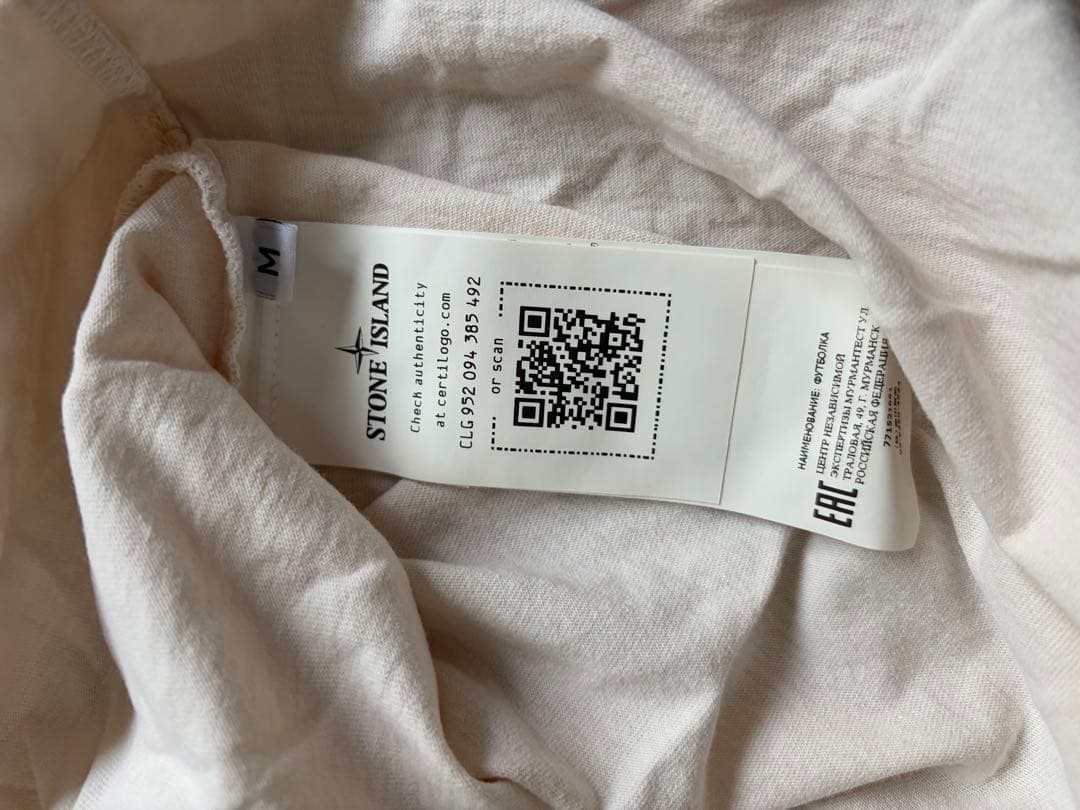 M
STONE ISLAND
Check authenticity
at certilogo.com
CLG 952 094 385 492
or scan
НАИМЕНОВАНИЕ: ФУТБОЛКА
ЦЕНТР НЕЗАВИСИМОЙ
ЭКСПЕРТИЗЫ МУРМАНТЕСТ УЛ
ТРАЛОВАЯ, 49, Г. МУРМАНСК
РОССИЙСКАЯ ФЕДЕРАЦИЯ
EAC